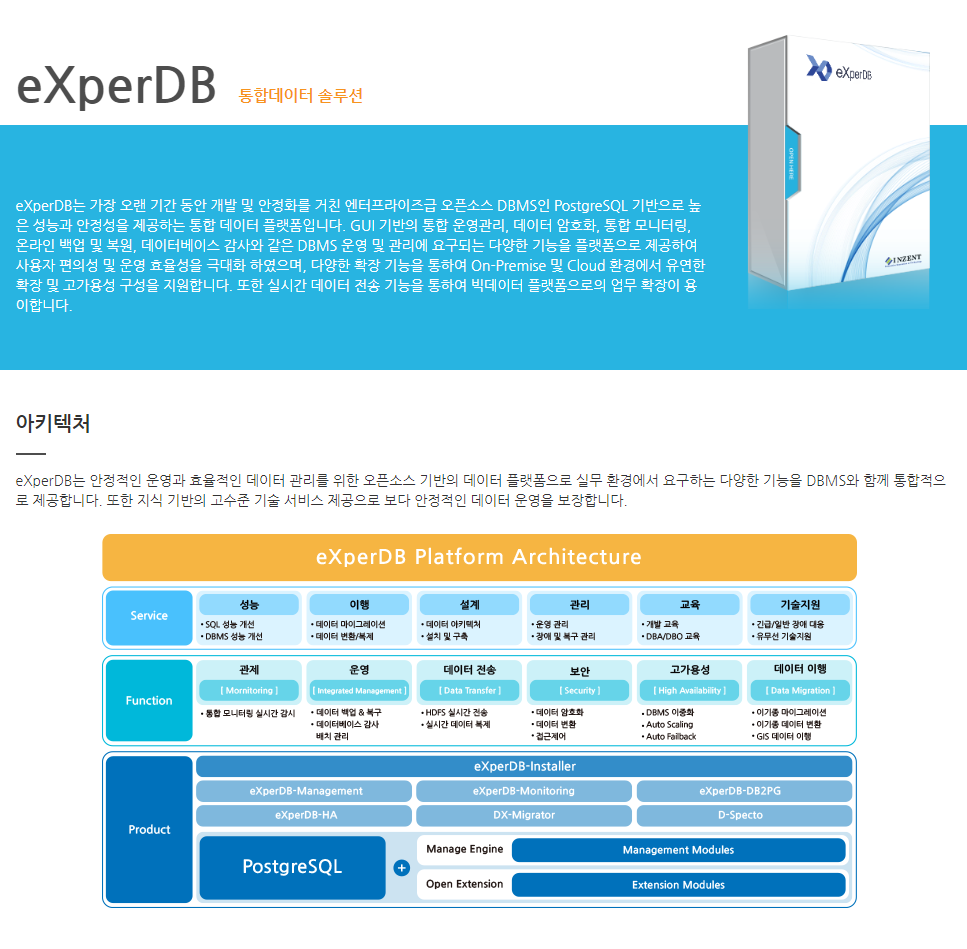 eXperDB 통합데이터 솔루션
eXperDB
OPEN HERE
INZENT
eXperDB는 가장 오랜 기간 동안 개발 및 안정화를 거친 엔터프라이즈급 오픈소스 DBMS인 PostgreSQL 기반으로 높
은 성능과 안정성을 제공하는 통합 데이터 플랫폼입니다. GUI 기반의 통합 운영관리, 데이터 암호화, 통합 모니터링,
온라인 백업 및 복원, 데이터베이스 감사와 같은 DBMS 운영 및 관리에 요구되는 다양한 기능을 플랫폼으로 제공하여
사용자 편의성 및 운영 효율성을 극대화 하였으며, 다양한 확장 기능을 통하여 On-Premise 및 Cloud 환경에서 유연한
확장 및 고가용성 구성을 지원합니다. 또한 실시간 데이터 전송 기능을 통하여 빅데이터 플랫폼으로의 업무 확장이 용
이합니다.
아키텍처
eXperDB는 안정적인 운영과 효율적인 데이터 관리를 위한 오픈소스 기반의 데이터 플랫폼으로 실무 환경에서 요구하는 다양한 기능을 DBMS와 함께 통합적으
로 제공합니다. 또한 지식 기반의 고수준 기술 서비스 제공으로 보다 안정적인 데이터 운영을 보장합니다.
eXperDB Platform Architecture
Service
성능
• SQL 성능 개선
• DBMS 성능 개선
이행
• 데이터 마이그레이션
• 데이터 변환/복제
설계
• 데이터 아키텍처
• 설치 및 구축
관리
• 운영 관리
• 장애 및 복구 관리
교육
• 개발 교육
• DBA/DBO 교육
기술지원
• 긴급/일반 장애 대응
• 유무선 기술지원
Function
관제
[ Mornitoring ]
• 통합 모니터링 실시간 감시
운영
[ Integrated Management ]
• 데이터 백업 & 복구
• 데이터베이스 감사
배치 관리
데이터 전송
[ Data Transfer ]
• HDFS 실시간 전송
• 실시간 데이터 복제
보안
[ Security ]
• 데이터 암호화
• 데이터 변환
• 접근제어
고가용성
[ High Availability ]
• DBMS 이중화
• Auto Scaling
• Auto Failback
데이터 이행
[ Data Migration ]
• 이기종 마이그레이션
• 이기종 데이터 변환
• GIS 데이터 이행
Product
eXperDB-Installer
eXperDB-Management
eXperDB-Monitoring
eXperDB-DB2PG
eXperDB-HA
DX-Migrator
D-Specto
PostgreSQL
+
Manage Engine
Management Modules
Open Extension
Extension Modules